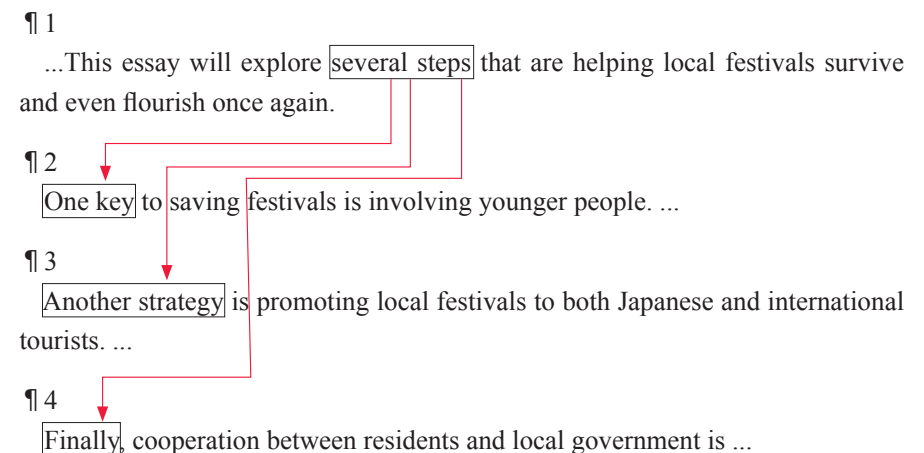 ¶ 1
...This essay will explore several steps that are helping local festivals survive
and even flourish once again.
¶ 2
One key to saving festivals is involving younger people. ...
¶ 3
Another strategy is promoting local festivals to both Japanese and international
tourists. ...
¶ 4
Finally, cooperation between residents and local government is ...